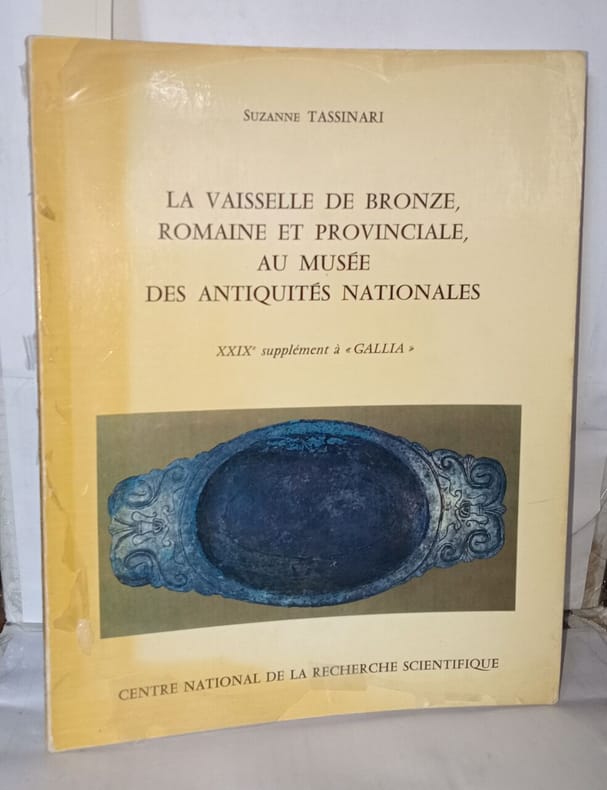 SUZANNE TASSINARI
LA VAISSELLE DE BRONZE,
ROMAINE ET PROVINCIALE,
AU MUSÉE
DES ANTIQUITÉS NATIONALES
XXIXe supplément à « GALLIA »
CENTRE NATIONAL DE LA RECHERCHE SCIENTIFIQUE